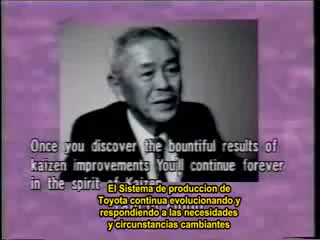 Once you discover the bountiful results of
kaizen improvements You'll continue forever
in the spirit of Kaizen
El Sistema de produccion de
Toyota continua evolucionando y
respondiendo a las necesidades
y circunstancias cambiantes